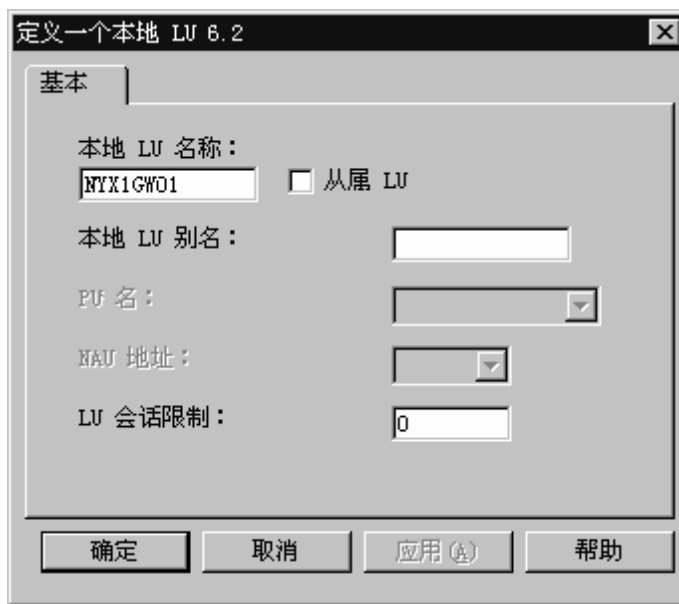 定义一个本地 LU 6.2
基本
本地 LU 名称：
NYX1GW01
从属 LU
本地 LU 别名：
PU 名：
NAU 地址：
LU 会话限制：
0
确定
取消
应用(A)
帮助